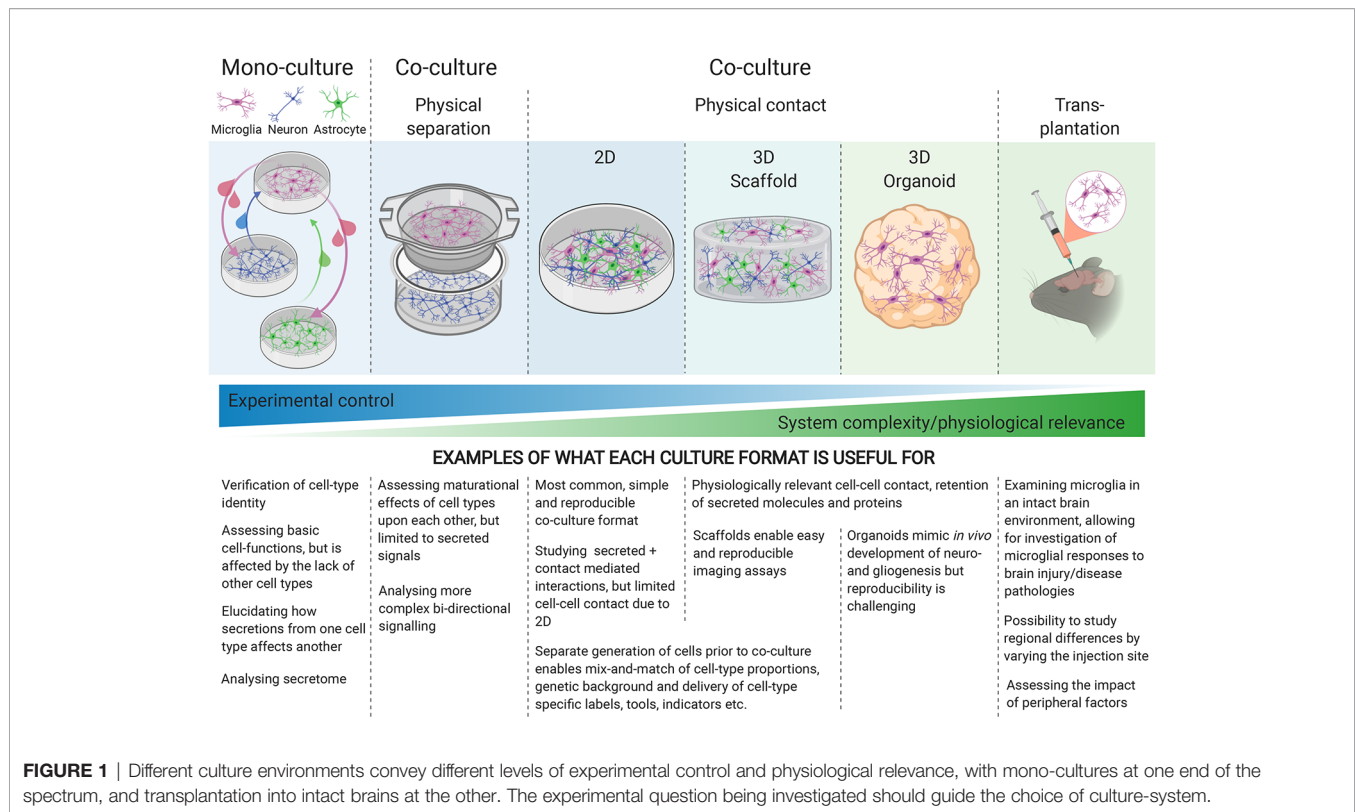 Mono-culture
Microglia Neuron Astrocyte
Co-culture
Physical
separation
Co-culture
Physical contact
2D
3D
Scaffold
3D
Organoid
Trans-
plantation
Experimental control
System complexity/physiological relevance
EXAMPLES OF WHAT EACH CULTURE FORMAT IS USEFUL FOR
Verification of cell-type
identity
Assessing basic
cell-functions, but is
affected by the lack of
other cell types
Elucidating how
secretions from one cell
type affects another
Analysing secretome
Assessing maturational
effects of cell types
upon each other, but
limited to secreted
signals
Analysing more
complex bi-directional
signalling
Most common, simple
and reproducible
co-culture format
Studying secreted +
contact mediated
interactions, but limited
cell-cell contact due to
2D
Physiologically relevant cell-cell contact, retention
of secreted molecules and proteins
Scaffolds enable easy
and reproducible
imaging assays
Organoids mimic in vivo
development of neuro-
and gliogenesis but
reproducibility is
challenging
Separate generation of cells prior to co-culture
enables mix-and-match of cell-type proportions,
genetic background and delivery of cell-type
specific labels, tools, indicators etc.
Examining microglia in
an intact brain
environment, allowing
for investigation of
microglial responses to
brain injury/disease
pathologies
Possibility to study
regional differences by
varying the injection site
Assessing the impact
of peripheral factors
FIGURE 1 | Different culture environments convey different levels of experimental control and physiological relevance, with mono-cultures at one end of the
spectrum, and transplantation into intact brains at the other. The experimental question being investigated should guide the choice of culture-system.